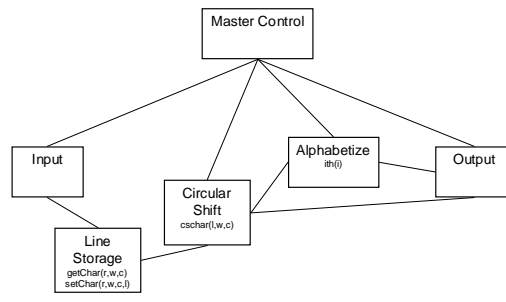 Master Control
Input
Alphabetize
ith(i)
Output
Circular
Shift
cschar(l,w,c)
Line
Storage
getChar(r,w,c)
setChar(r,w,c,l)